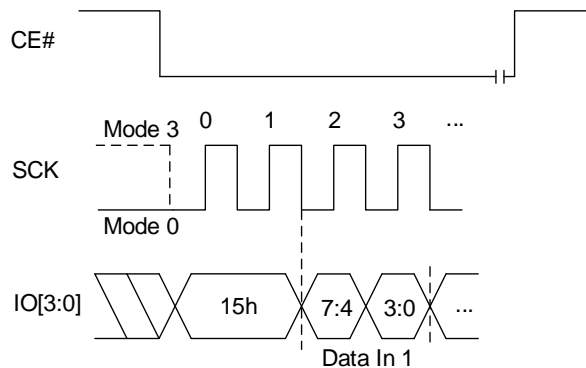 CE#
0 1 2 3 ...
Mode 3
SCK
Mode 0
IO[3:0] 15h 7:4 3:0 ...
Data In 1